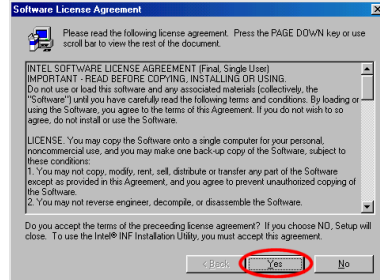 Software License Agreement
Please read the following license agreement. Press the PAGE DOWN key or use
scroll bar to view the rest of the document.
INTEL SOFTWARE LICENSE AGREEMENT (Final, Single User)
IMPORTANT - READ BEFORE COPYING, INSTALLING OR USING.
Do not use or load this software and any associated materials (collectively, the
"Software") until you have carefully read the following terms and conditions. By loading or
using the Software, you agree to the terms of this Agreement. If you do not wish to so
agree, do not install or use the Software.
LICENSE. You may copy the Software onto a single computer for your personal,
noncommercial use, and you may make one back-up copy of the Software, subject to
these conditions:
1. You may not copy, modify, rent, sell, distribute or transfer any part of the Software
except as provided in this Agreement, and you agree to prevent unauthorized copying of
the Software.
2. You may not reverse engineer, decompile, or disassemble the Software.
Do you accept the terms of the preceeding license agreement? If you choose NO, Setup will
close. To use the Intel® INF Installation Utility, you must accept this agreement.
< Back Yes No